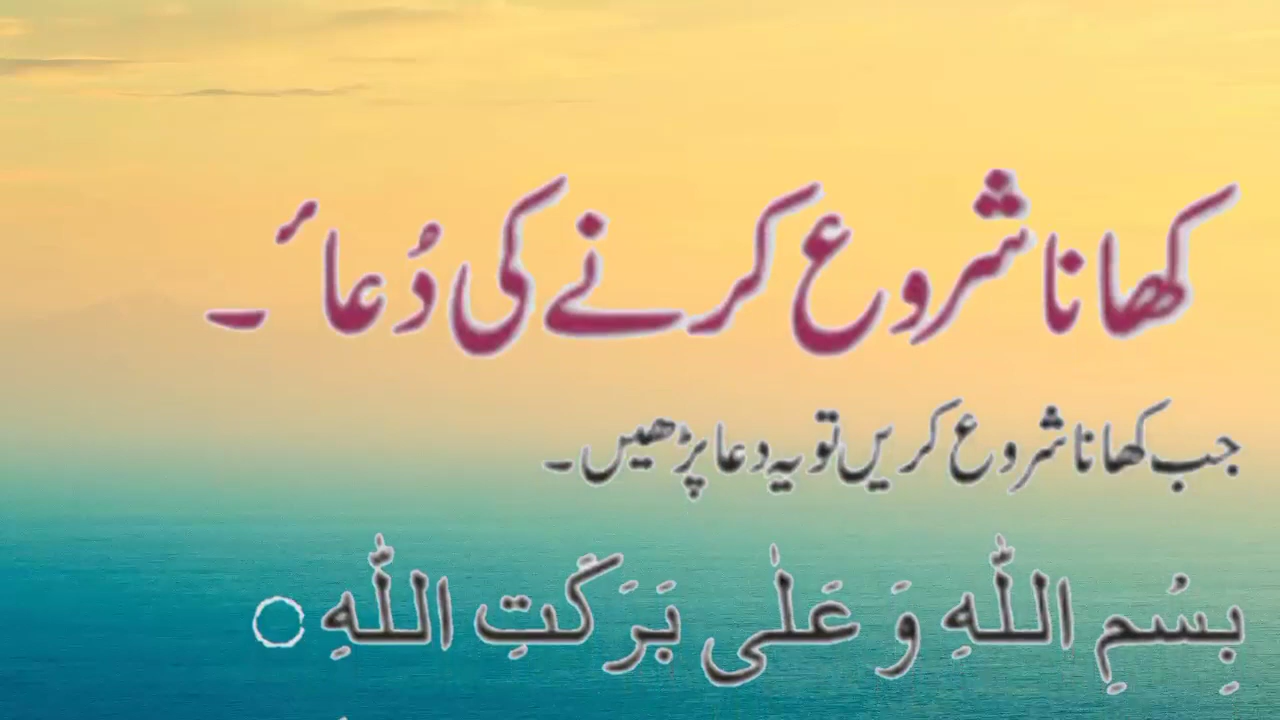 کھانا شروع کرنے کی دُعا ٔ ۔
جب کھانا شروع کریں تو یہ دعا پڑھیں۔
بِسْمِ اللّٰهِ وَ عَلٰی بَرَکَتِ اللّٰهِ ○